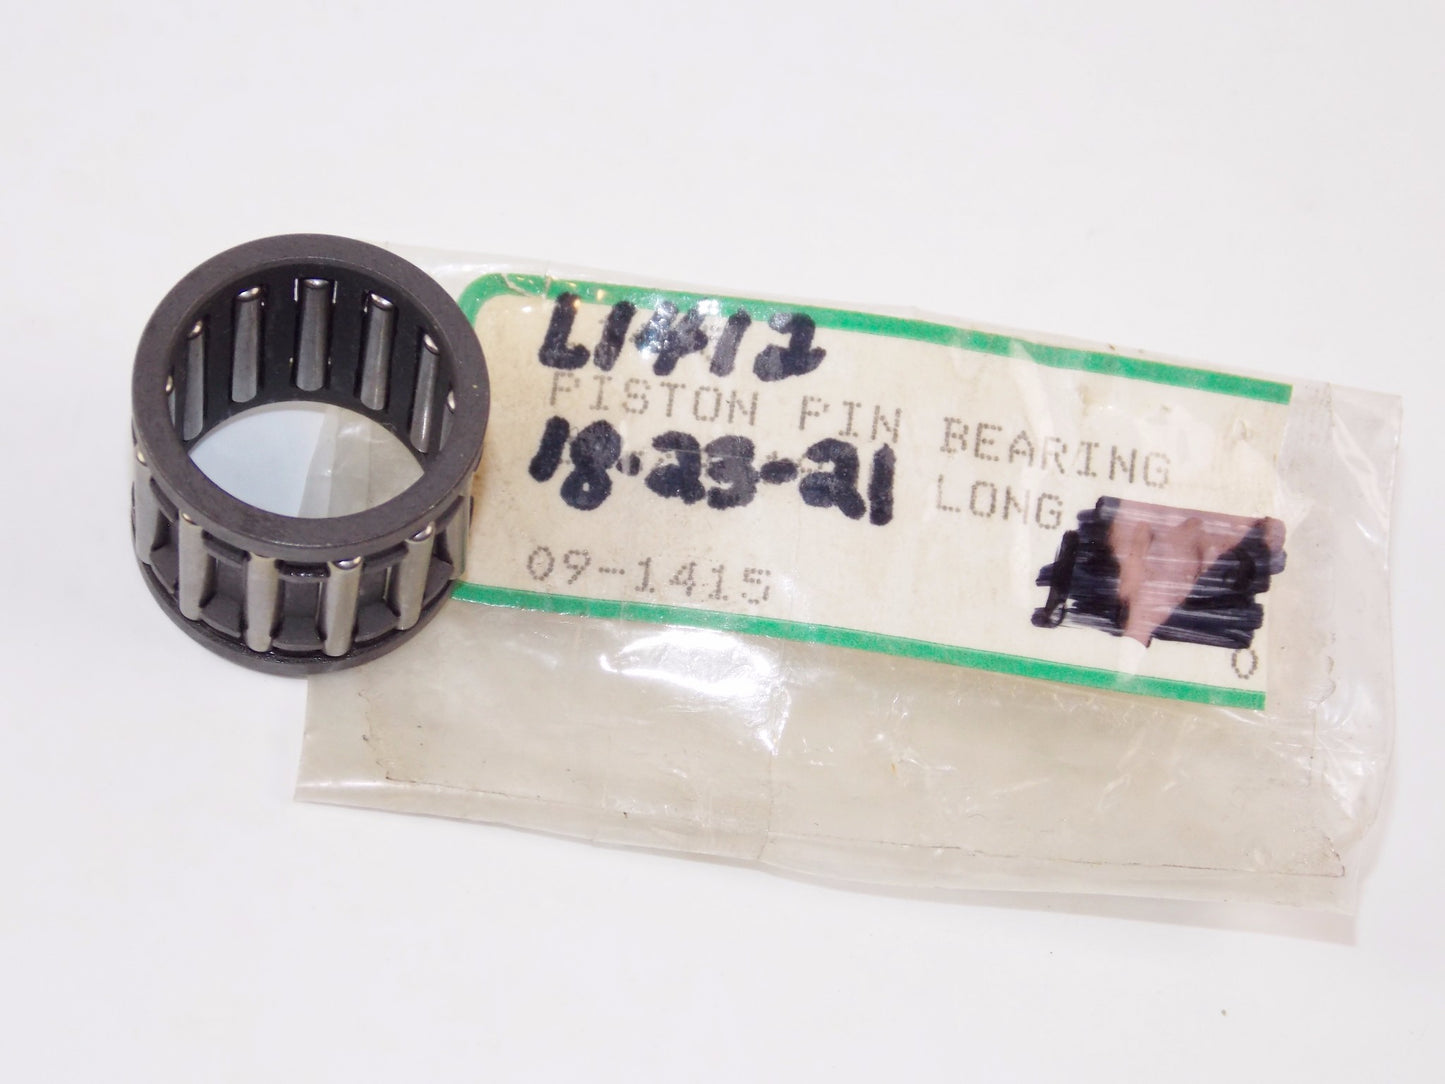 L1412
PISTON PIN BEARING
18-23-21 LONG
09-1415
0